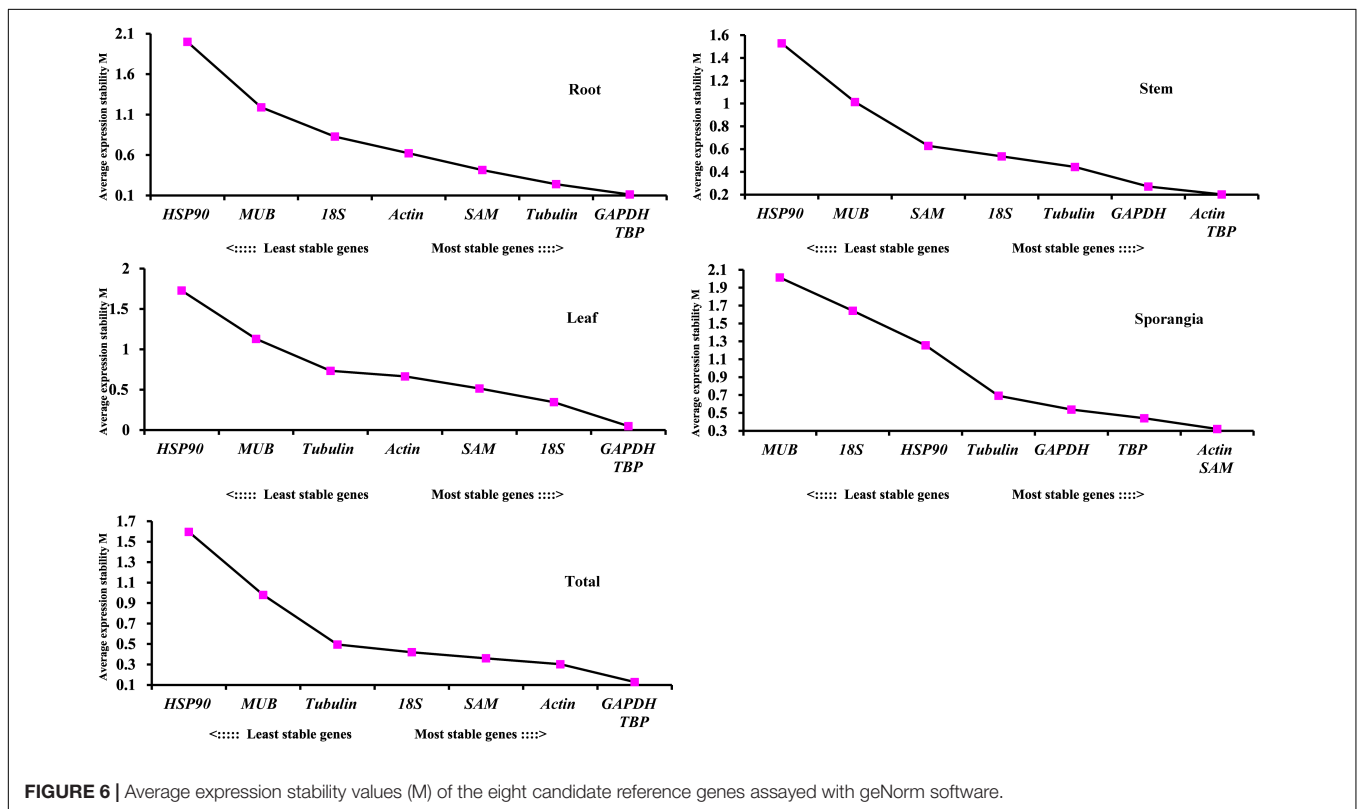 Average expression stability M
2.1
1.6
1.1
0.6
0.1
Root
HSP90 MUB 18S Actin SAM Tubulin GAPDH
TBP
<::::: Least stable genes Most stable genes ::::>
Average expression stability M
1.6
1.4
1.2
1
0.8
0.6
0.4
0.2
Stem
HSP90 MUB SAM 18S Tubulin GAPDH Actin
TBP
<::::: Least stable genes Most stable genes ::::>
Average expression stability M
2
1.5
1
0.5
0
Leaf
HSP90 MUB Tubulin Actin SAM 18S GAPDH
TBP
<::::: Least stable genes Most stable genes ::::>
Average expression stability M
2.1
1.9
1.7
1.5
1.3
1.1
0.9
0.7
0.5
0.3
Sporangia
MUB 18S HSP90 Tubulin GAPDH TBP Actin
SAM
<::::: Least stable genes Most stable genes ::::>
Average expression stability M
1.7
1.5
1.3
1.1
0.9
0.7
0.5
0.3
0.1
Total
HSP90 MUB Tubulin 18S SAM Actin GAPDH
TBP
<::::: Least stable genes Most stable genes ::::>
FIGURE 6 | Average expression stability values (M) of the eight candidate reference genes assayed with geNorm software.